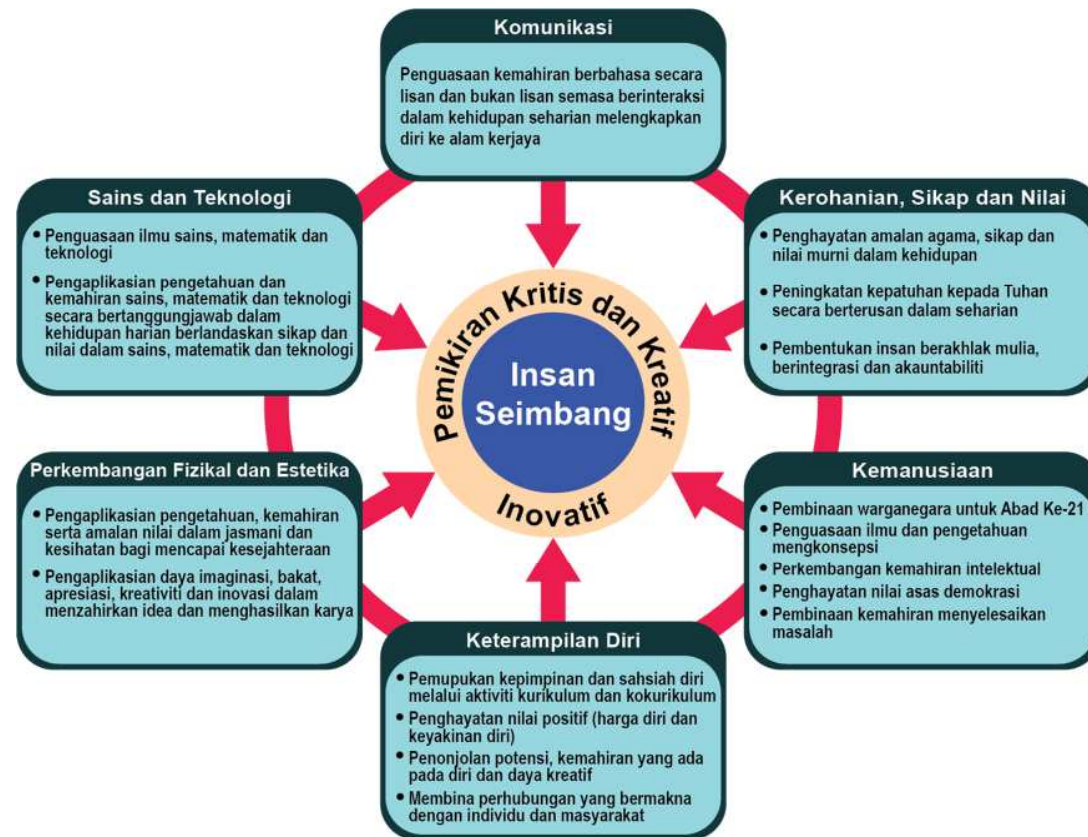 Komunikasi
Penguasaan kemahiran berbahasa secara
lisan dan bukan lisan semasa berinteraksi
dalam kehidupan seharian melengkapkan
diri ke alam kerjaya
Sains dan Teknologi
• Penguasaan ilmu sains, matematik dan
teknologi
• Pengaplikasian pengetahuan dan
kemahiran sains, matematik dan teknologi
secara bertanggungjawab dalam
kehidupan harian berlandaskan sikap dan
nilai dalam sains, matematik dan teknologi
Kerohanian, Sikap dan Nilai
• Penghayatan amalan agama, sikap dan
nilai murni dalam kehidupan
• Peningkatan kepatuhan kepada Tuhan
secara berterusan dalam seharian
• Pembentukan insan berakhlak mulia,
berintegrasi dan akauntabiliti
Pemikiran Kritis dan Kreatif
Insan
Seimbang
Inovatif
Perkembangan Fizikal dan Estetika
• Pengaplikasian pengetahuan, kemahiran
serta amalan nilai dalam jasmani dan
kesihatan bagi mencapai kesejahteraan
• Pengaplikasian daya imaginasi, bakat,
apresiasi, kreativiti dan inovasi dalam
menzahirkan idea dan menghasilkan karya
Kemanusiaan
• Pembinaan warganegara untuk Abad Ke-21
• Penguasaan ilmu dan pengetahuan
mengkonsepsi
• Perkembangan kemahiran intelektual
• Penghayatan nilai asas demokrasi
• Pembinaan kemahiran menyelesaikan
masalah
Keterampilan Diri
• Pemupukan kepimpinan dan sahsiah diri
melalui aktiviti kurikulum dan kokurikulum
• Penghayatan nilai positif (harga diri dan
keyakinan diri)
• Penonjolan potensi, kemahiran yang ada
pada diri dan daya kreatif
• Membina perhubungan yang bermakna
dengan individu dan masyarakat